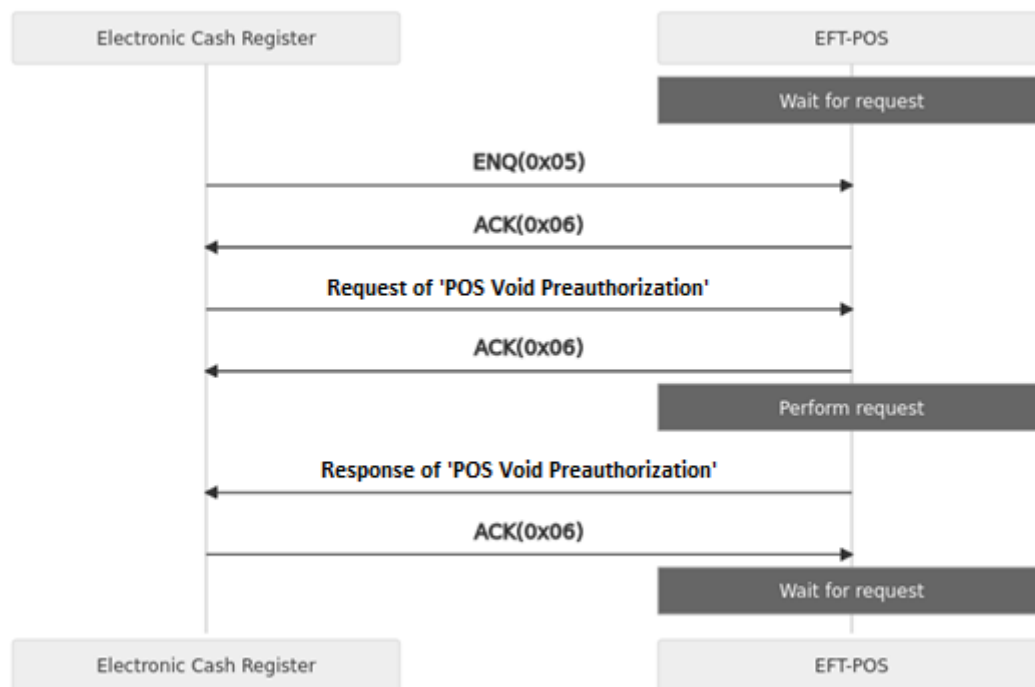 Electronic Cash Register
EFT-POS
Wait for request
ENQ(0x05)
ACK(0x06)
Request of 'POS Void Preauthorization'
ACK(0x06)
Perform request
Response of 'POS Void Preauthorization'
ACK(0x06)
Wait for request
Electronic Cash Register
EFT-POS